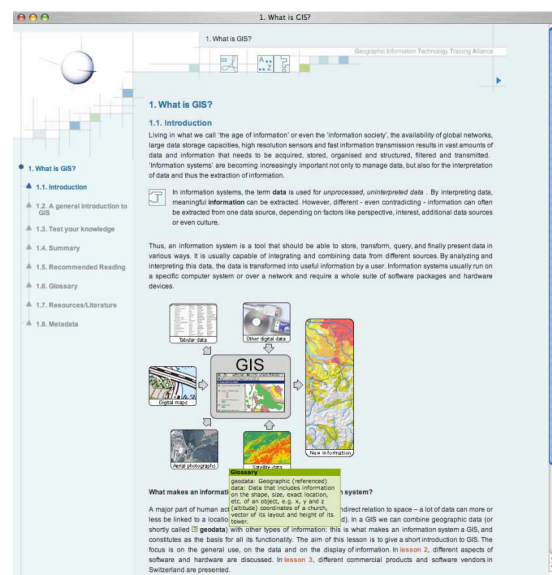 1. What is GIS?
1. What is GIS?
A..
..Z
Geographic Information Technology Training Alliance
1. What is GIS?
1.1. Introduction
1.2. A general Introduction to
GIS
1.3. Test your knowledge
1.4. Summary
1.5. Recommended Reading
1.6. Glossary
1.7. Resources/Literature
1.8. Metadata
1. What is GIS?
1.1. Introduction
Living in what we call 'the age of information' or even the 'information society', the availability of global networks,
large data storage capacities, high resolution sensors and fast information transmission results in vast amounts of
data and information that needs to be acquired, stored, organised and structured, filtered and transmitted.
'Information systems' are becoming increasingly important not only to manage data, but also for the interpretation
of data and thus the extraction of information.
In information systems, the term data is used for unprocessed, uninterpreted data . By interpreting data,
meaningful information can be extracted. However, different - even contradicting - information can often
be extracted from one data source, depending on factors like perspective, interest, additional data sources
or even culture.
Thus, an information system is a tool that should be able to store, transform, query, and finally present data in
various ways. It is usually capable of integrating and combining data from different sources. By analyzing and
interpreting this data, the data is transformed into useful information by a user. Information systems usually run on
a specific computer system or over a network and require a whole suite of software packages and hardware
devices.
Tabular data
Other digital data
GIS
Digital maps
Aerial photographs
Satellite data
New information
Glossary
geodata: Geographic (referenced)
data: Data that includes information
on the shape, size, exact location,
etc. of an object, e.g. x, y and z
(altitude) coordinates of a church,
vector of its layout and height of its
tower.
What makes an informat n system?
A major part of human act ndirect relation to space – a lot of data can more or
less be linked to a locatio d). In a GIS we can combine geographic data (or
shortly called geodata) with other types of information: this is what makes an information system a GIS, and
constitutes as the basis for all its functionality. The aim of this lesson is to give a short introduction to GIS. The
focus is on the general use, on the data and on the display of information. In lesson 2, different aspects of
software and hardware are discussed. In lesson 3, different commercial products and software vendors in
Switzerland are presented.